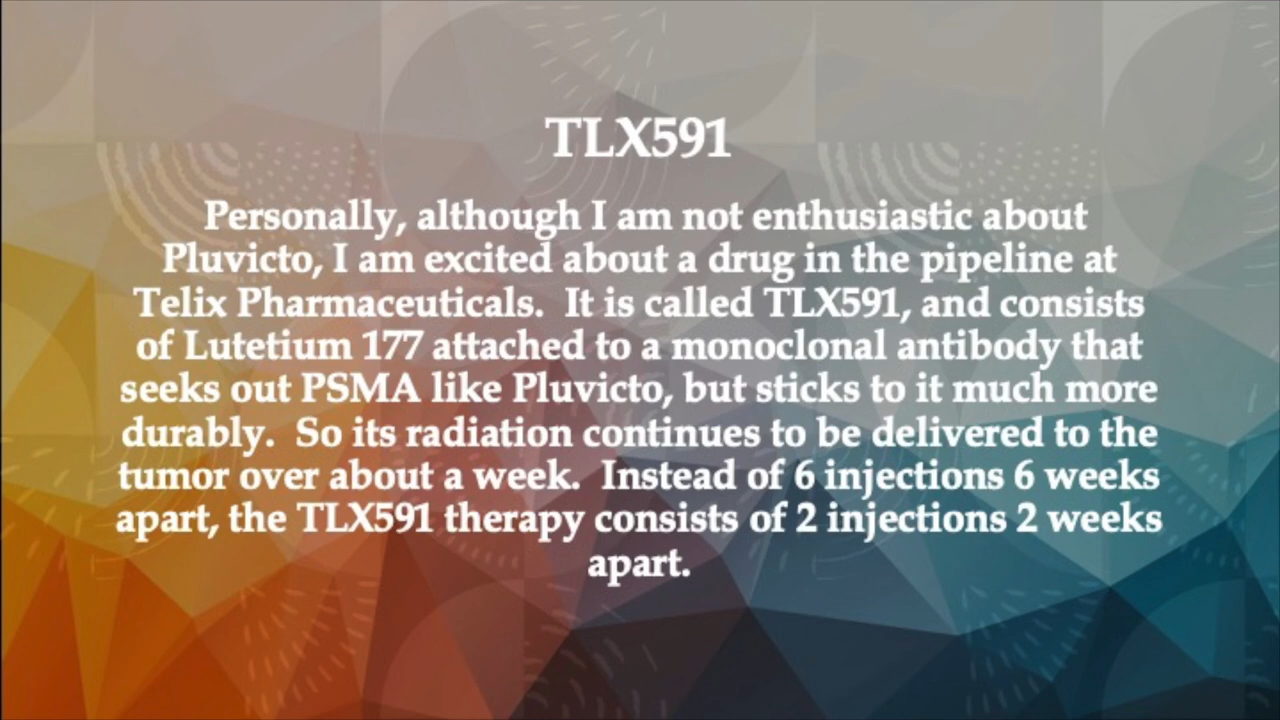 TLX591
Personally, although I am not enthusiastic about
Pluvicto, I am excited about a drug in the pipeline at
Telix Pharmaceuticals.  It is called TLX591, and consists
of Lutetium 177 attached to a monoclonal antibody that
seeks out PSMA like Pluvicto, but sticks to it much more
durably.  So its radiation continues to be delivered to the
tumor over about a week.  Instead of 6 injections 6 weeks
apart, the TLX591 therapy consists of 2 injections 2 weeks
apart.